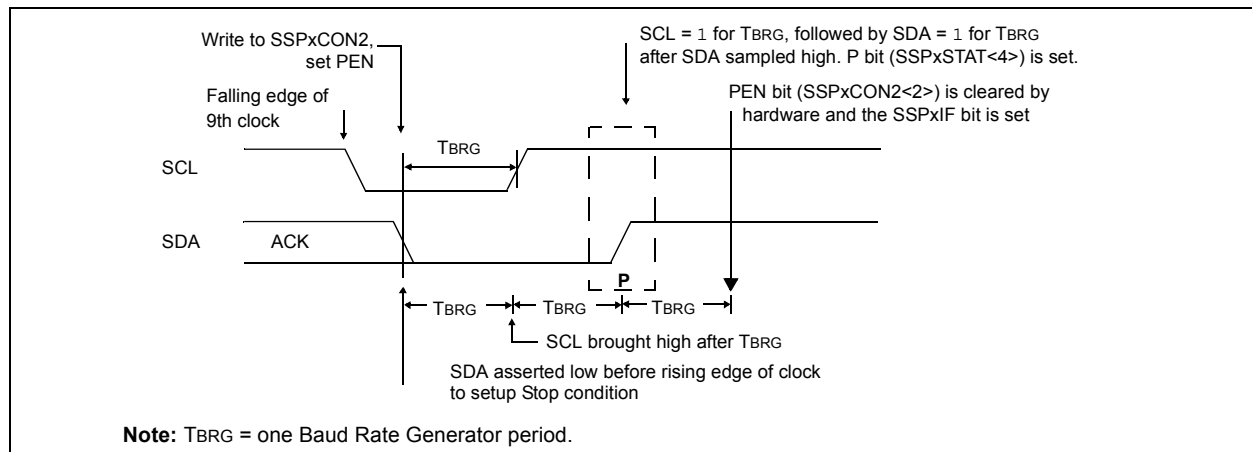 Write to SSPxCON2,
set PEN
SCL = 1 for TBRG, followed by SDA = 1 for TBRG
after SDA sampled high. P bit (SSPxSTAT<4>) is set.
Falling edge of
9th clock
PEN bit (SSPxCON2<2>) is cleared by
hardware and the SSPxIF bit is set
TBRG
SCL
SDA
ACK
P
TBRG
TBRG
TBRG
SCL brought high after TBRG
SDA asserted low before rising edge of clock
to setup Stop condition
Note: TBRG = one Baud Rate Generator period.